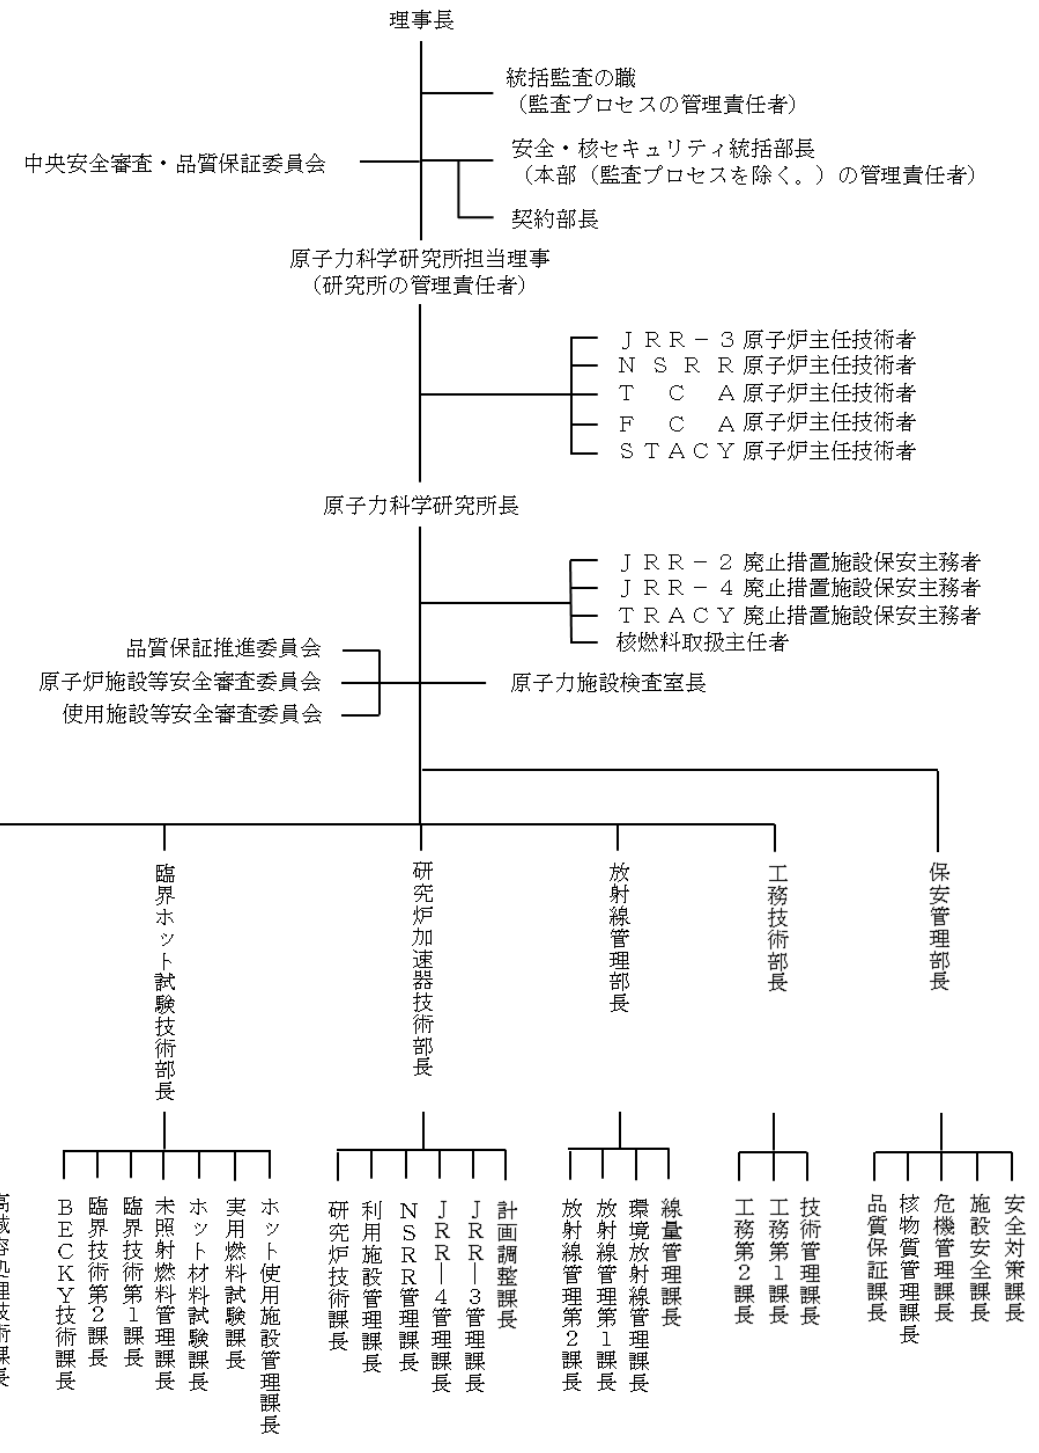 理事長
統括監査の職
（監査プロセスの管理責任者）
中央安全審査・品質保証委員会
安全・核セキュリティ統括部長
（本部（監査プロセスを除く。）の管理責任者）
契約部長
原子力科学研究所担当理事
（研究所の管理責任者）
ＪＲＲ－３原子炉主任技術者
ＮＳＲＲ原子炉主任技術者
ＴＣＡ原子炉主任技術者
ＦＣＡ原子炉主任技術者
ＳＴＡＣＹ原子炉主任技術者
原子力科学研究所長
ＪＲＲ－２廃止措置施設保安主務者
ＪＲＲ－４廃止措置施設保安主務者
ＴＲＡＣＹ廃止措置施設保安主務者
核燃料取扱主任者
品質保証推進委員会
原子炉施設等安全審査委員会
使用施設等安全審査委員会
原子力施設検査室長
保安管理部長
工務技術部長
放射線管理部長
研究炉加速器技術部長
臨界ホット試験技術部長
安全対策課長
施設安全課長
危機管理課長
核物質管理課長
品質保証課長
技術管理課長
工務第１課長
工務第２課長
線量管理課長
環境放射線管理課長
放射線管理第１課長
放射線管理第２課長
計画調整課長
ＪＲＲ－３管理課長
ＪＲＲ－４管理課長
ＮＳＲＲ管理課長
利用施設管理課長
研究炉技術課長
ホット使用施設管理課長
実用燃料試験課長
ホット材料試験課長
未照射燃料管理課長
臨界技術第１課長
臨界技術第２課長
ＢＥＣＫＹ技術課長
高減容処理技術課長